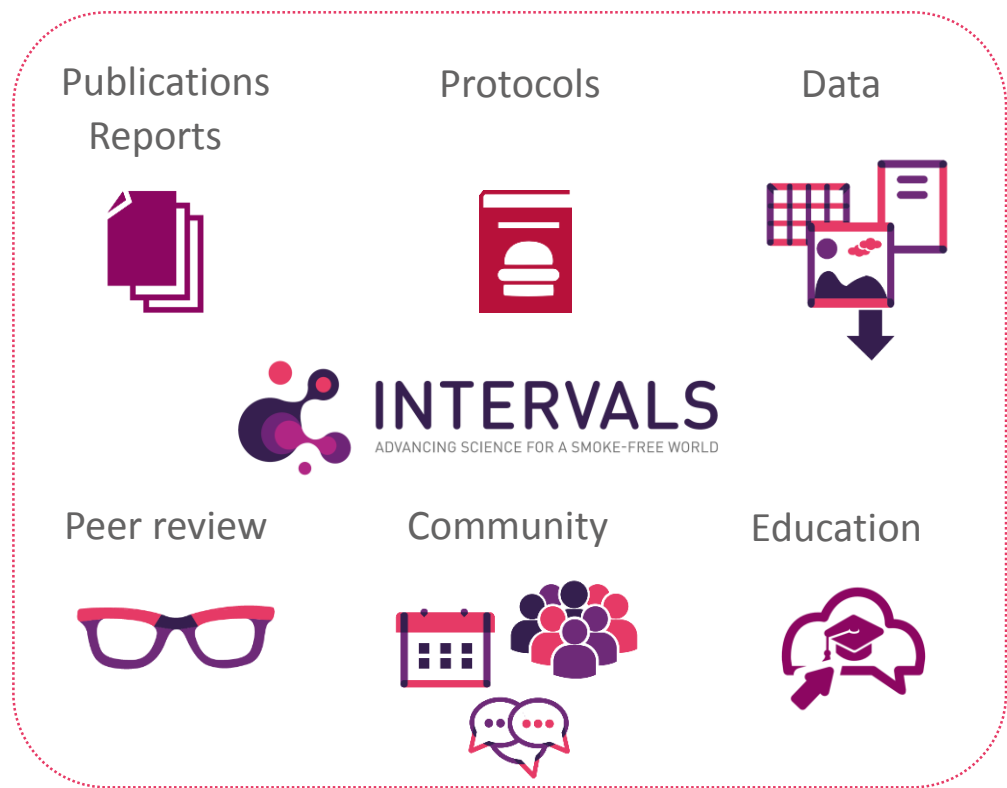 Publications
Reports
Protocols
Data
INTERVALS
ADVANCING SCIENCE FOR A SMOKE-FREE WORLD
Peer review
Community
Education